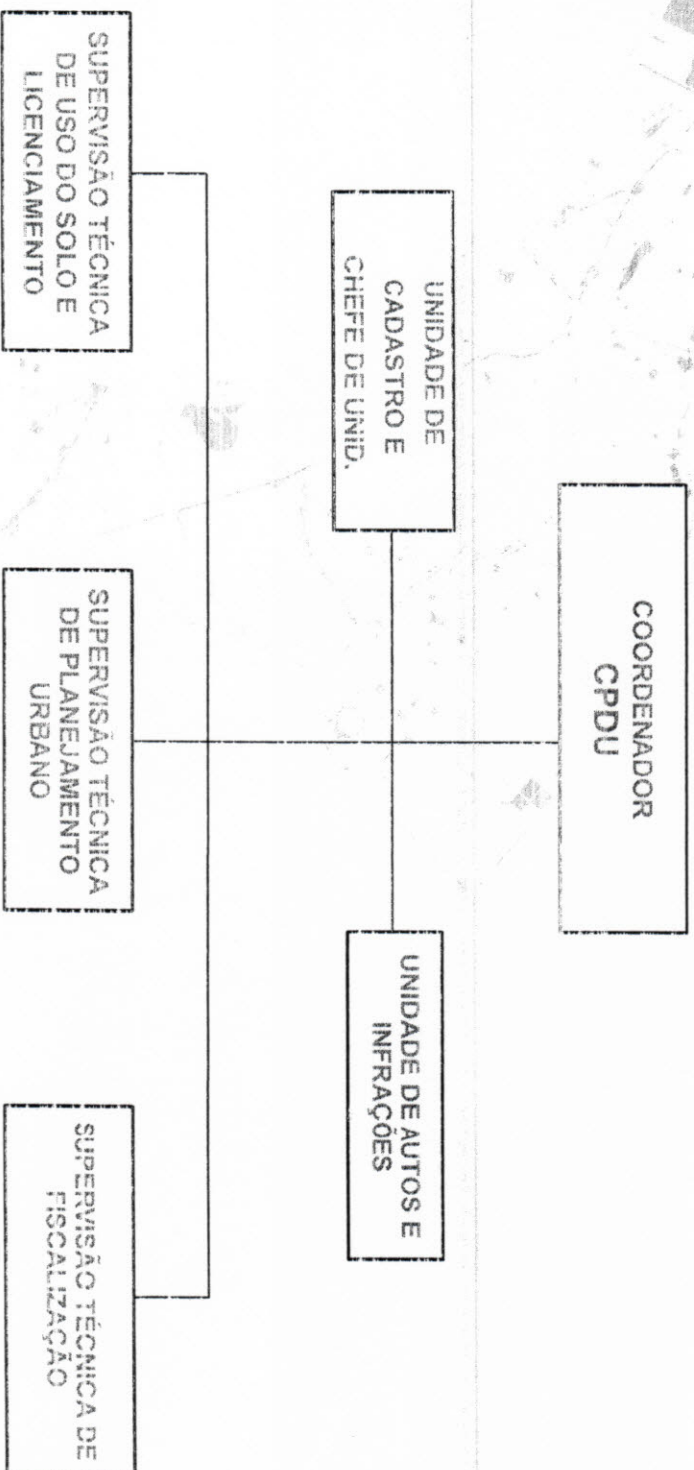 COORDENADOR
CPDU
UNIDADE DE
CADASTRO E
CHEFE DE UNID.
UNIDADE DE AUTOS E
INFRAÇÕES
SUPERVISÃO TÉCNICA
DE USO DO SOLO E
LICENCIAMENTO
SUPERVISÃO TÉCNICA
DE PLANEJAMENTO
URBANO
SUPERVISÃO TÉCNICA DE
FISCALIZAÇÃO